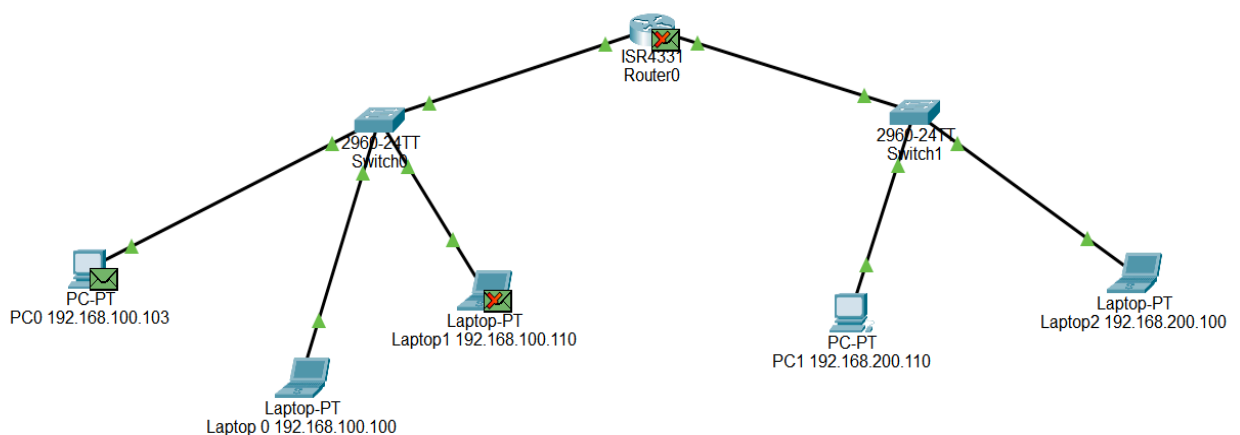 ISR4331
Router0
2960-24TT
Switch0
2960-24TT
Switch1
PC-PT
PC0 192.168.100.103
Laptop-PT
Laptop1 192.168.100.110
Laptop-PT
Laptop 0 192.168.100.100
PC-PT
PC1 192.168.200.110
Laptop-PT
Laptop2 192.168.200.100